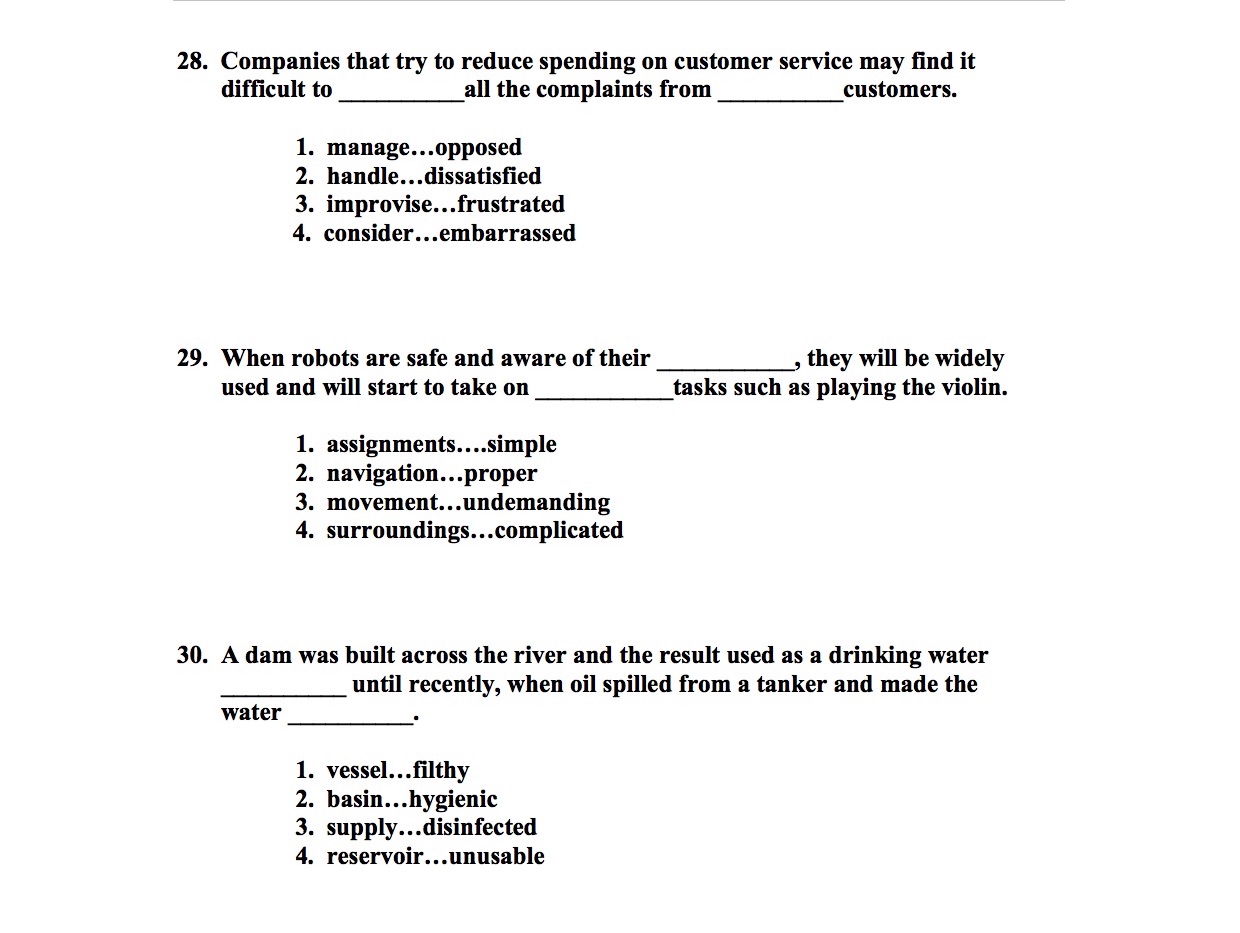 28. Companies that try to reduce spending on customer service may find it
difficult to __________all the complaints from __________customers.
1. manage...opposed
2. handle...dissatisfied
3. improvise...frustrated
4. consider...embarrassed
29. When robots are safe and aware of their ___________, they will be widely
used and will start to take on ___________tasks such as playing the violin.
1. assignments....simple
2. navigation...proper
3. movement...undemanding
4. surroundings...complicated
30. A dam was built across the river and the result used as a drinking water
__________ until recently, when oil spilled from a tanker and made the
water __________.
1. vessel...filthy
2. basin...hygienic
3. supply...disinfected
4. reservoir...unusable